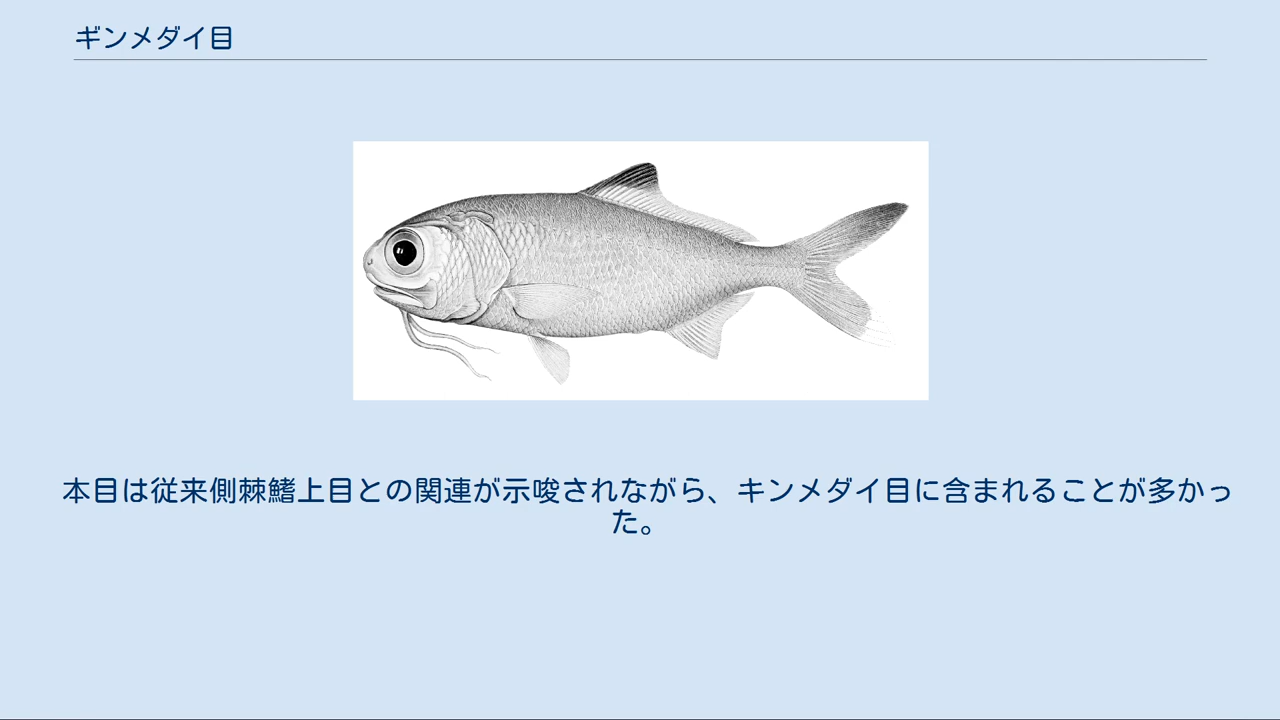 ギンメダイ目
本目は従来側棘鰭上目との関連が示唆されながら、キンメダイ目に含まれることが多かっ
た。